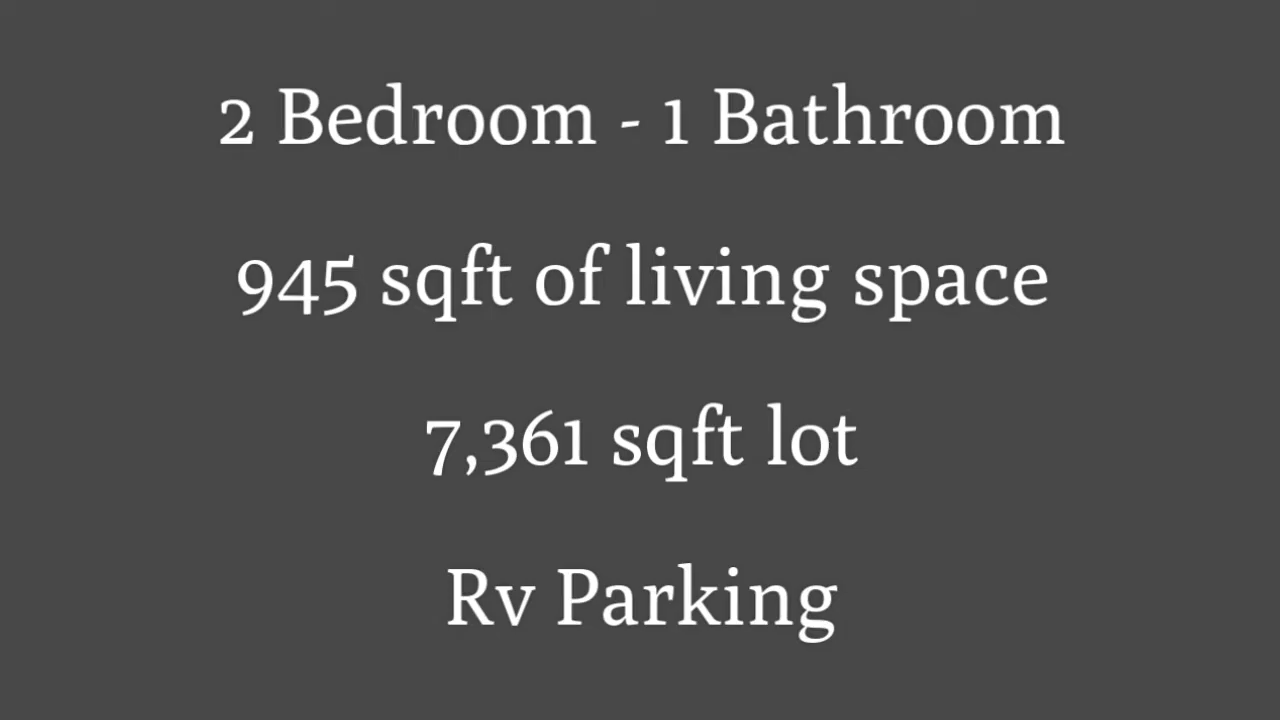 2 Bedroom - 1 Bathroom
945 sqft of living space
7,361 sqft lot
Rv Parking